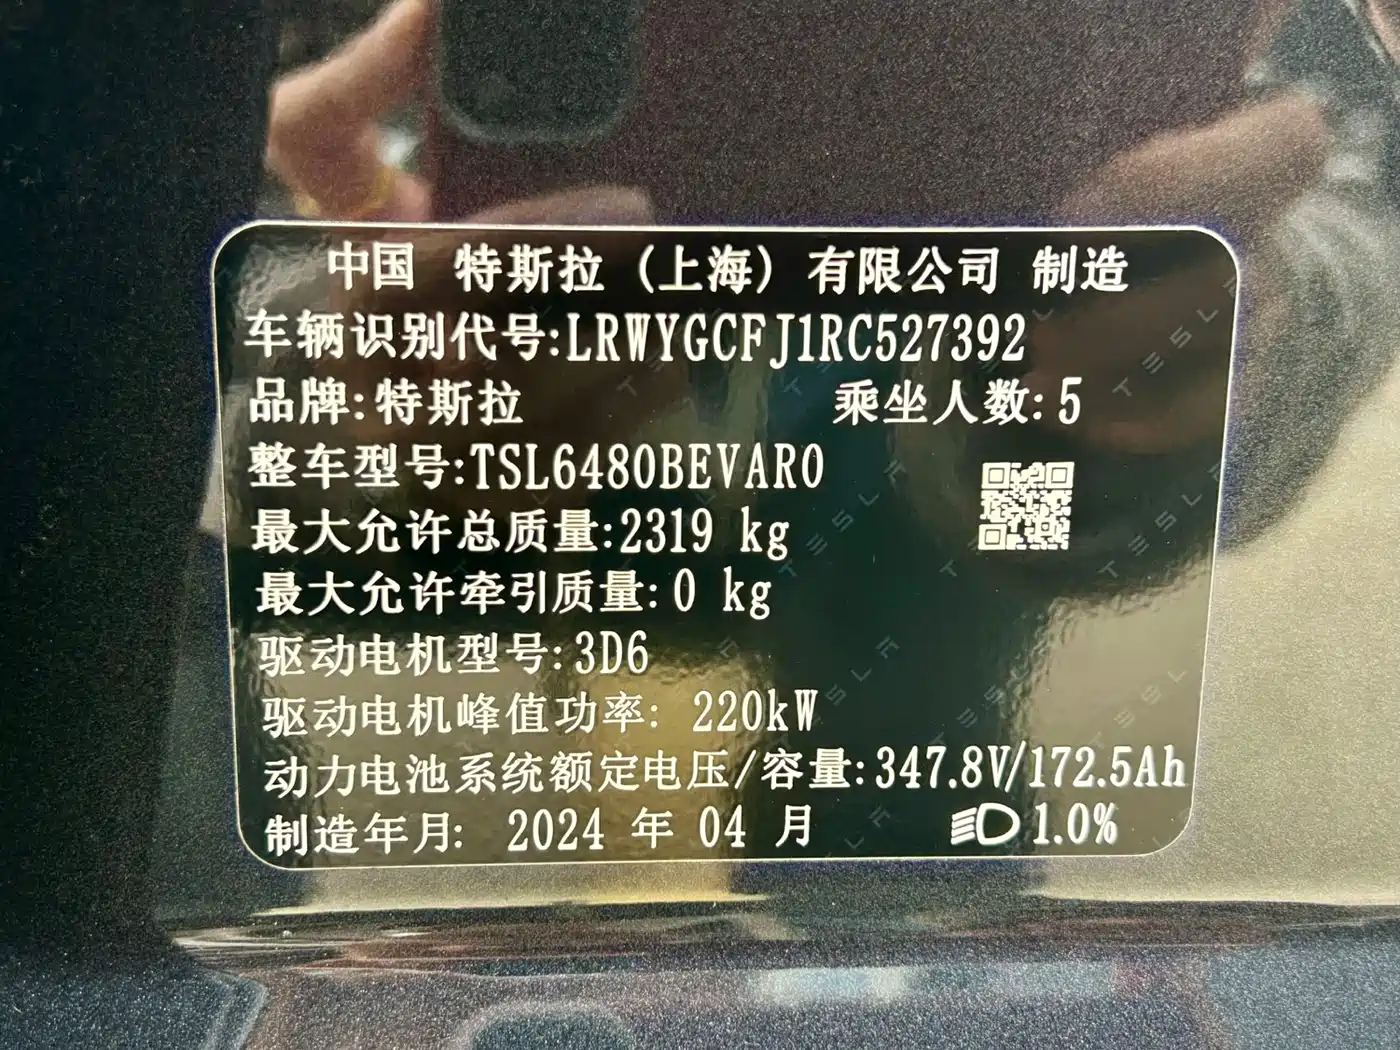 中国 特斯拉 (上海) 有限公司 制造
车辆识别代号:LRWYGCFJ1RC527392
品牌:特斯拉 乘坐人数:5
整车型号:TSL6480BEVAR0
最大允许总质量:2319 kg
最大允许牵引质量:0 kg
驱动电机型号:3D6
驱动电机峰值功率: 220kW
动力电池系统额定电压/容量:347.8V/172.5Ah
制造年月: 2024 年 04 月 1.0%
TESLA